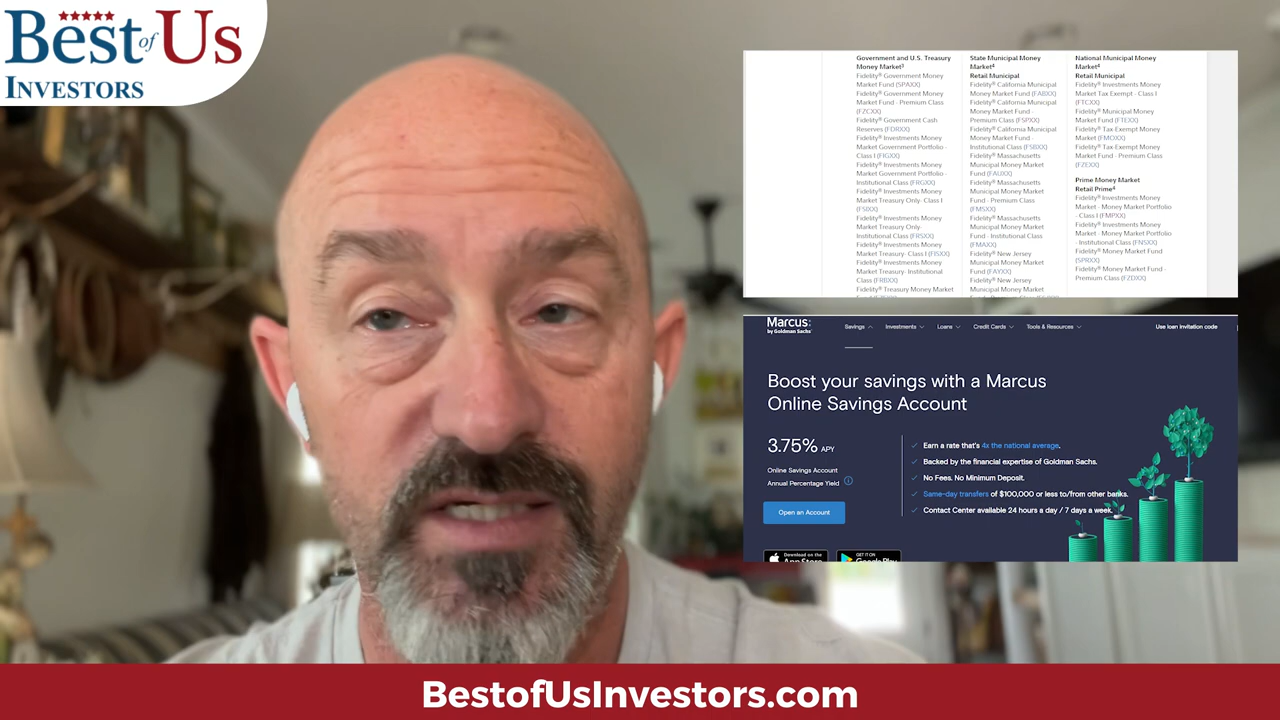 Best of Us
INVESTORS
Government and U.S. Treasury
Money Market³
Fidelity® Government Money
Market Fund (SPAXX)
Fidelity® Government Money
Market Fund - Premium Class
(FZCXX)
Fidelity® Government Cash
Reserves (FDRXX)
Fidelity® Investments Money
Market Government Portfolio -
Class I (FIGXX)
Fidelity® Investments Money
Market Government Portfolio -
Institutional Class (FRGXX)
Fidelity® Investments Money
Market Treasury Only- Class I
(FSIXX)
Fidelity® Investments Money
Market Treasury Only-
Institutional Class (FRSXX)
Fidelity® Investments Money
Market Treasury- Class I (FISXX)
Fidelity® Investments Money
Market Treasury- Institutional
Class (FRBXX)
Fidelity® Treasury Money Market
State Municipal Money
Market⁴
Retail Municipal
Fidelity® California Municipal
Money Market Fund (FABXX)
Fidelity® California Municipal
Money Market Fund -
Premium Class (FSPXX)
Fidelity® California Municipal
Money Market Fund -
Institutional Class (FSBXX)
Fidelity® Massachusetts
Municipal Money Market
Fund (FAUXX)
Fidelity® Massachusetts
Municipal Money Market
Fund - Premium Class
(FMSXX)
Fidelity® Massachusetts
Municipal Money Market
Fund - Institutional Class
(FMAXX)
Fidelity® New Jersey
Municipal Money Market
Fund (FAYXX)
Fidelity® New Jersey
Municipal Money Market
National Municipal Money
Market⁴
Retail Municipal
Fidelity® Investments Money
Market Tax Exempt - Class I
(FTCXX)
Fidelity® Municipal Money
Market Fund (FTEXX)
Fidelity® Tax Exempt Money
Market Fund (FMOXX)
Fidelity® Tax Exempt Money
Market Fund - Premium Class
(FZEXX)
Prime Money Market
Retail Prime⁴
Fidelity® Investments Money
Market - Money Market Portfolio
- Class I (FMPXX)
Fidelity® Investments Money
Market - Money Market Portfolio
- Institutional Class (FNSXX)
Fidelity® Money Market Fund
(SPRXX)
Fidelity® Money Market Fund -
Premium Class (FZDXX)
Marcus:
by Goldman Sachs
Savings Investments Loans Credit Cards Tools & Resources Use loan invitation code
Boost your savings with a Marcus
Online Savings Account
3.75% APY
Online Savings Account
Annual Percentage Yield
Open an Account
Download on the
App Store
GET IT ON
Google Play
Earn a rate that's 4x the national average.
Backed by the financial expertise of Goldman Sachs.
No Fees. No Minimum Deposit.
Same-day transfers of $100,000 or less to/from other banks.
Contact Center available 24 hours a day / 7 days a week.
BestofUsInvestors.com